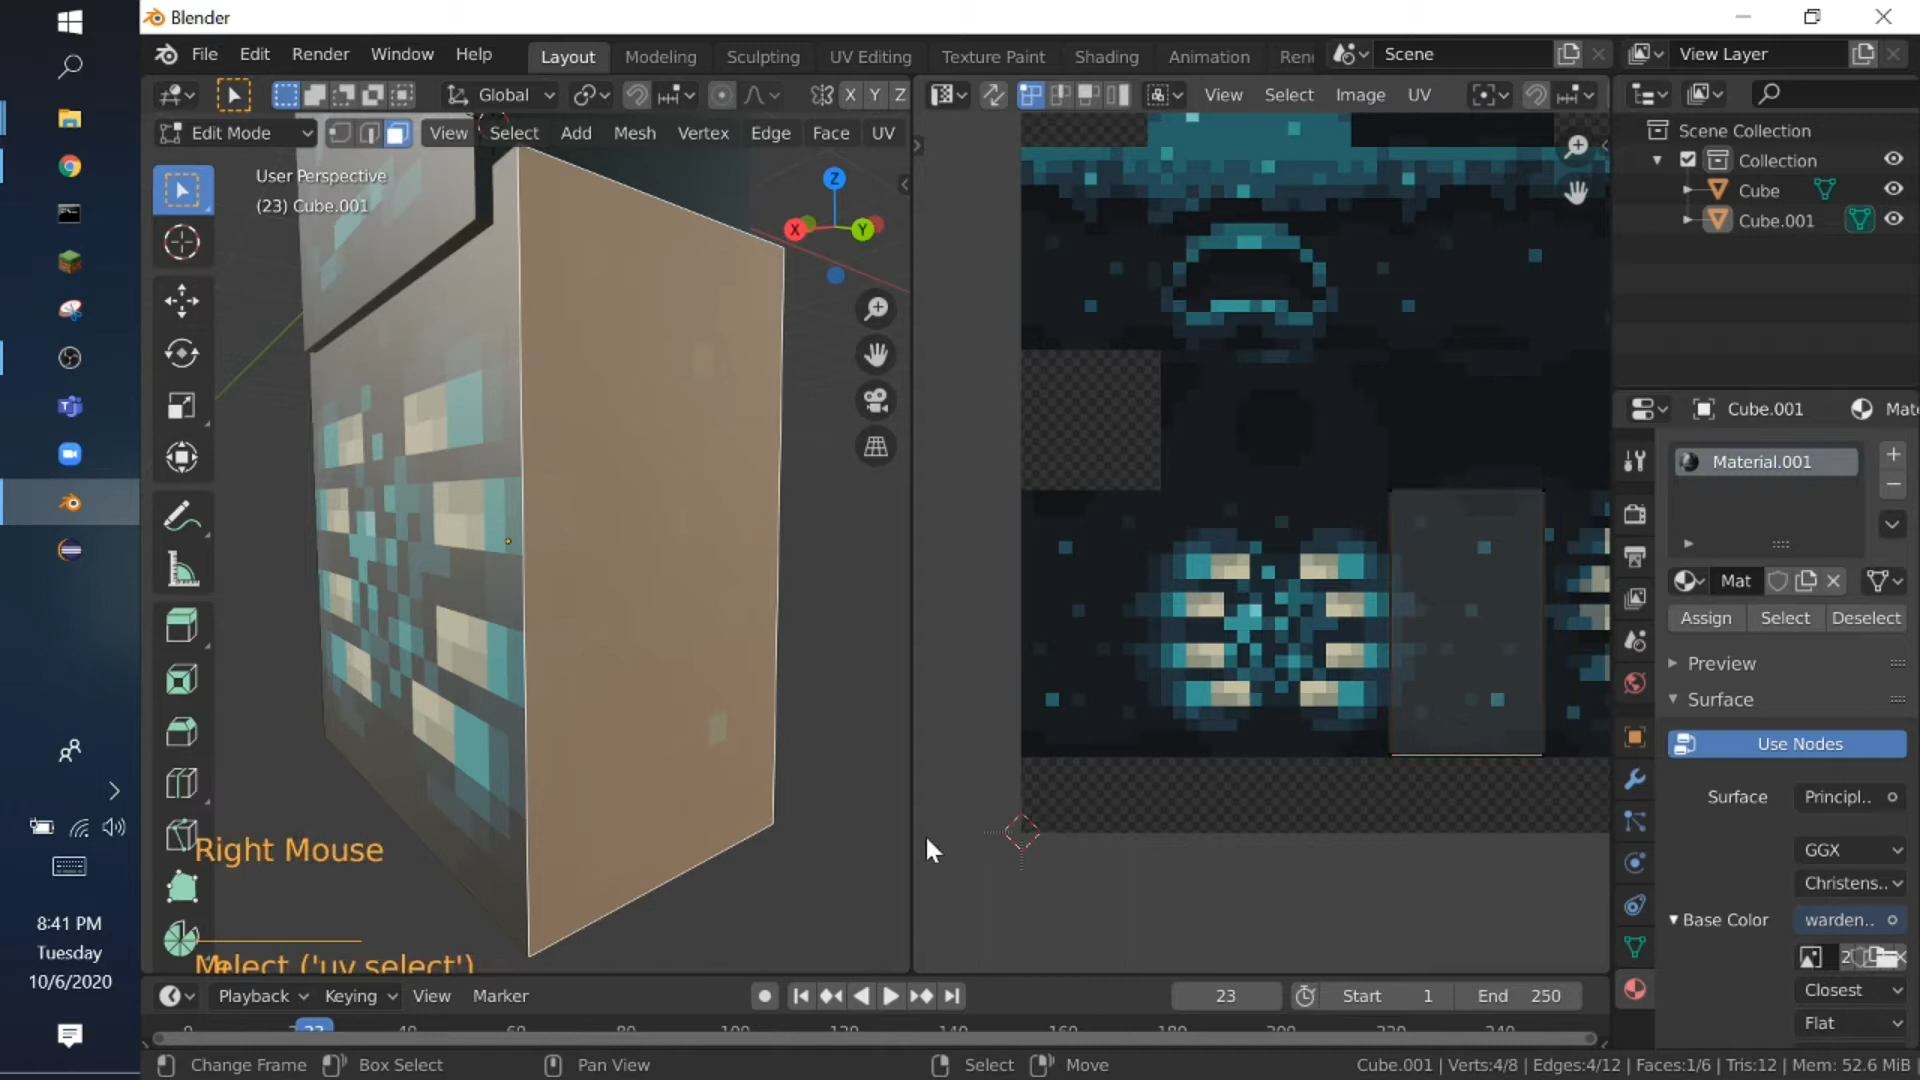 Blender
File Edit Render Window Help
Layout Modeling Sculpting UV Editing Texture Paint Shading Animation Ren
Scene
View Layer
Global
X Y Z
View Select Image UV
Edit Mode
View Select Add Mesh Vertex Edge Face UV
User Perspective
(23) Cube.001
Z
X
Y
Scene Collection
Collection
Cube
Cube.001
Cube.001
Mate
Material.001
Mat
Assign Select Deselect
Preview
Surface
Use Nodes
Surface Principl..
GGX
Christens..
Base Color warden..
2
Closest
Flat
Right Mouse
8:41 PM
Tuesday
10/6/2020
Playback Keying View Marker
23
Start 1
End 250
23
Change Frame
Box Select
Pan View
Select
Move
Cube.001 | Verts:4/8 | Edges:4/12 | Faces:1/6 | Tris:12 | Mem: 52.6 MiB